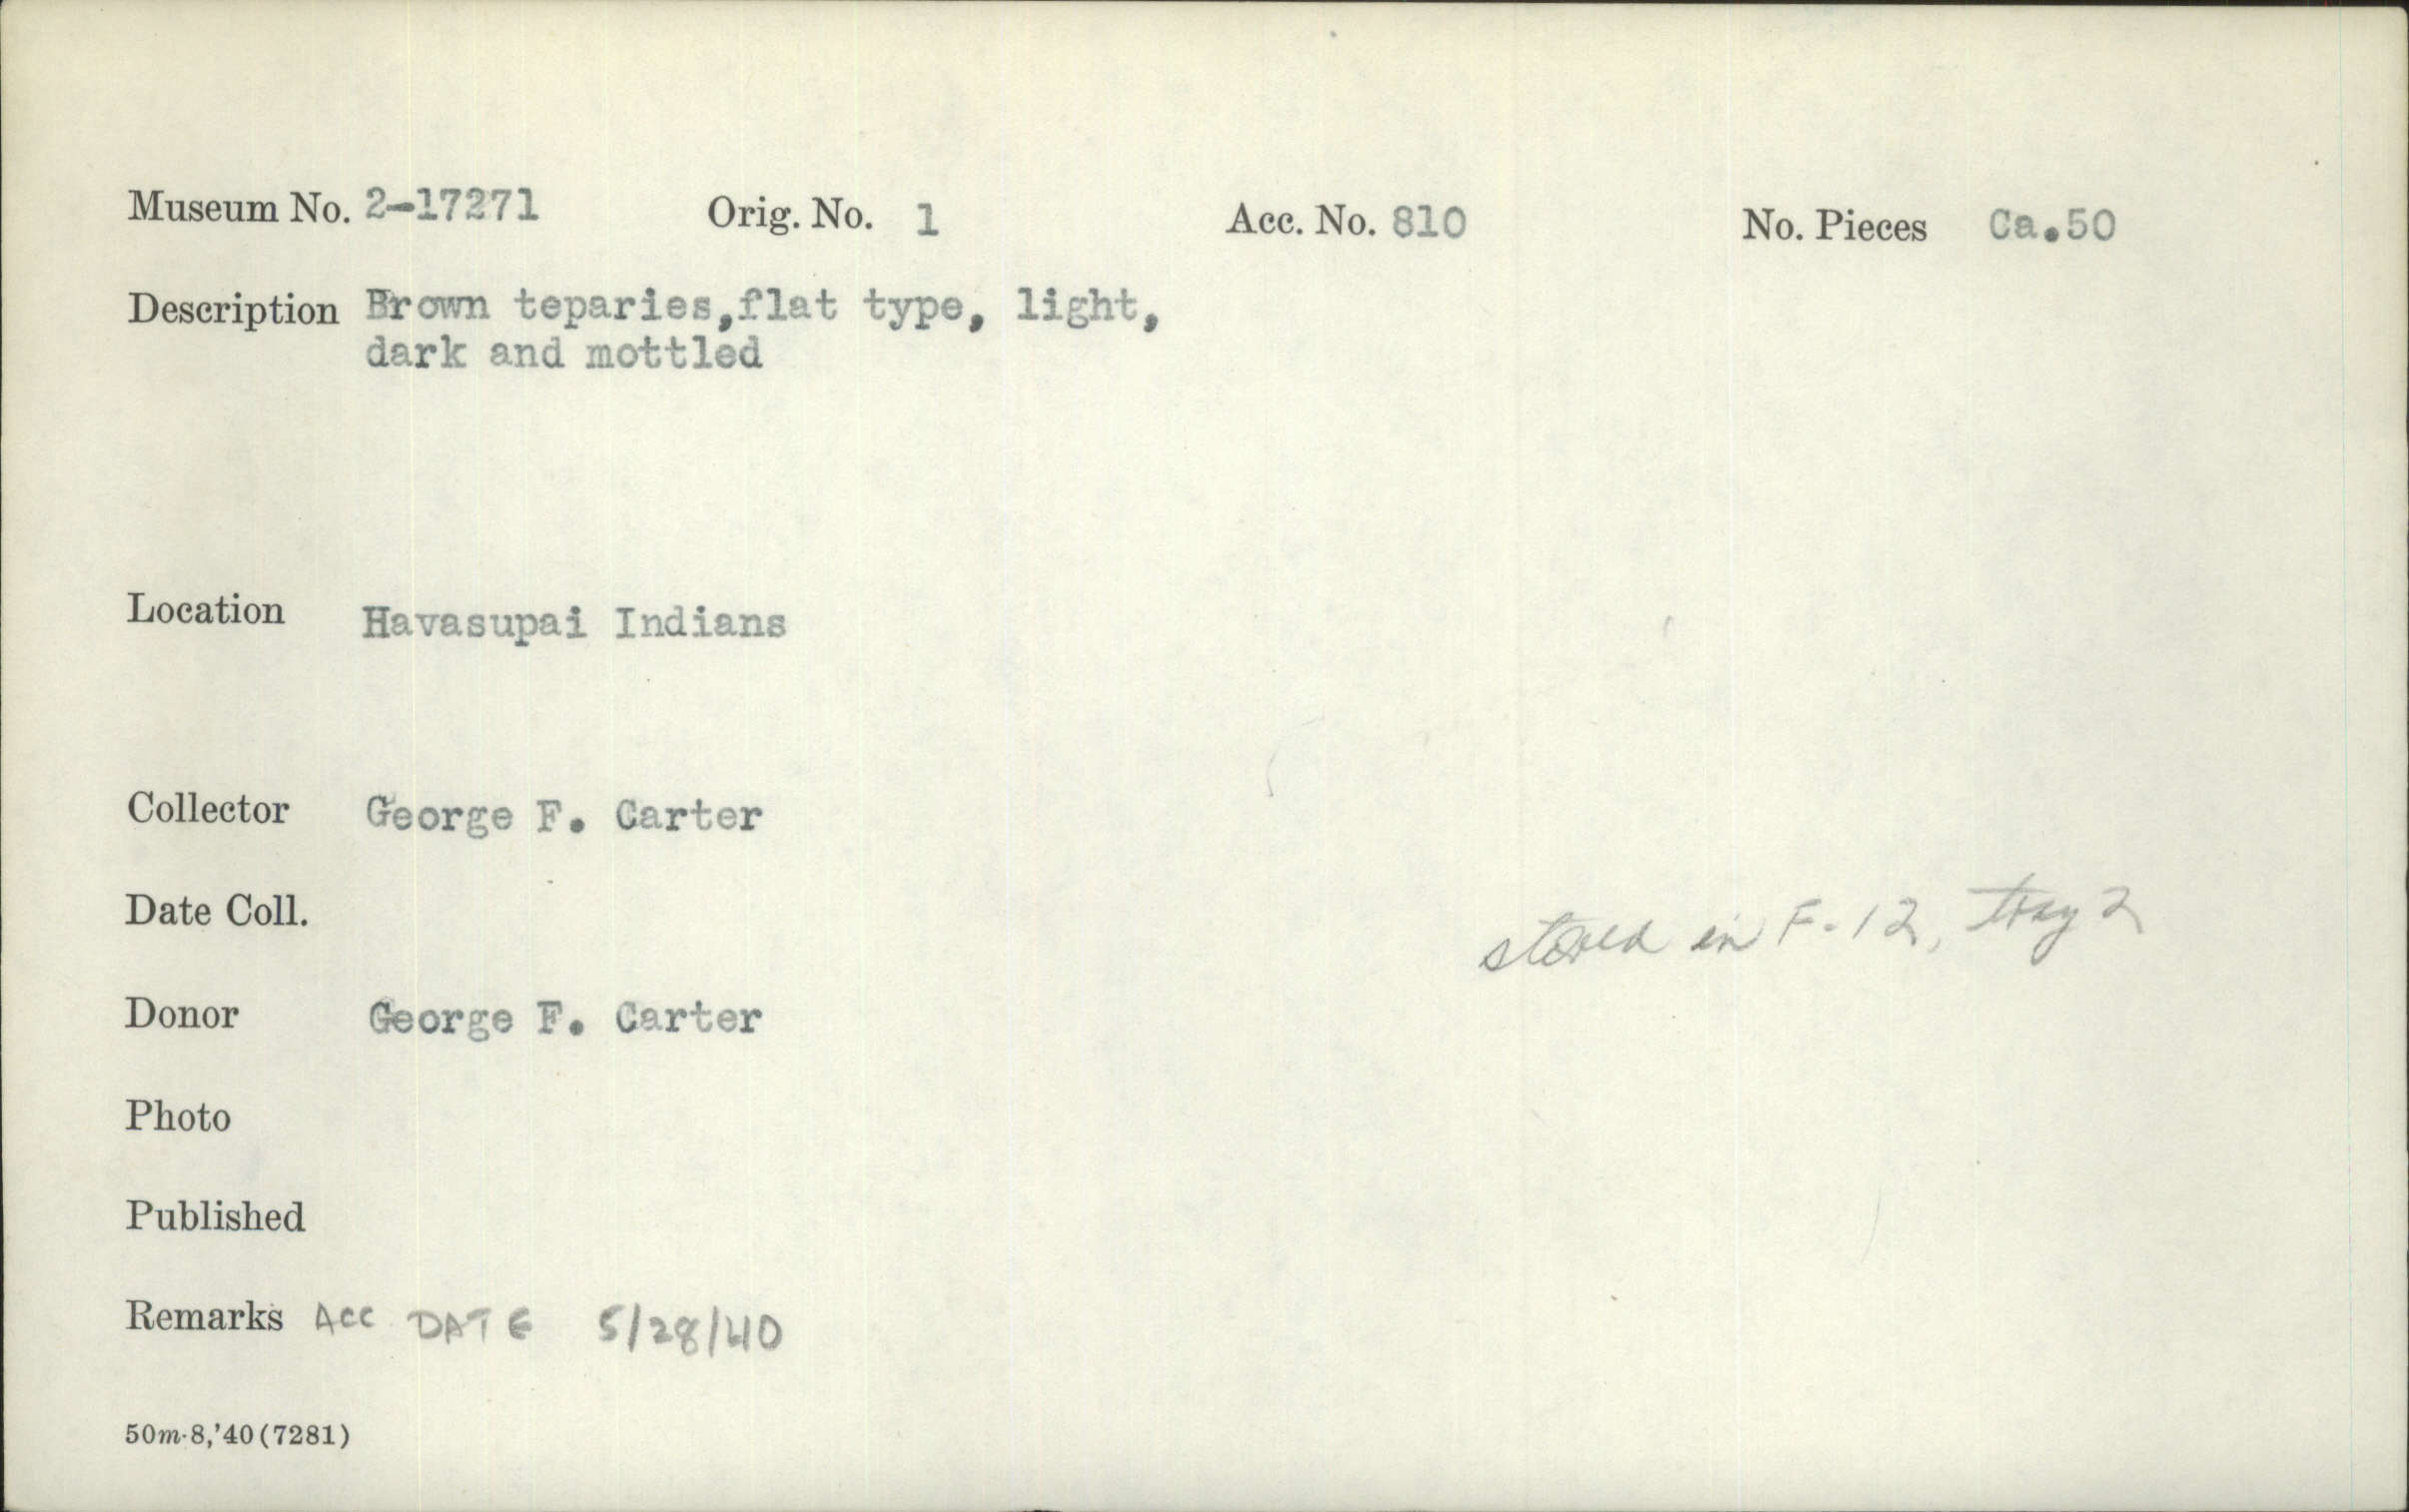 Museum No. 2-17271 Orig. No. 1 Acc. No. 810 No. Pieces Ca.50
Description Brown teparies,flat type, light,
dark and mottled
Location Havasupai Indians
Collector George F. Carter
Date Coll.
stored in F-12, tray 2
Donor George F. Carter
Photo
Published
Remarks ACC DATE 5/28/40
50m-8,'40(7281)